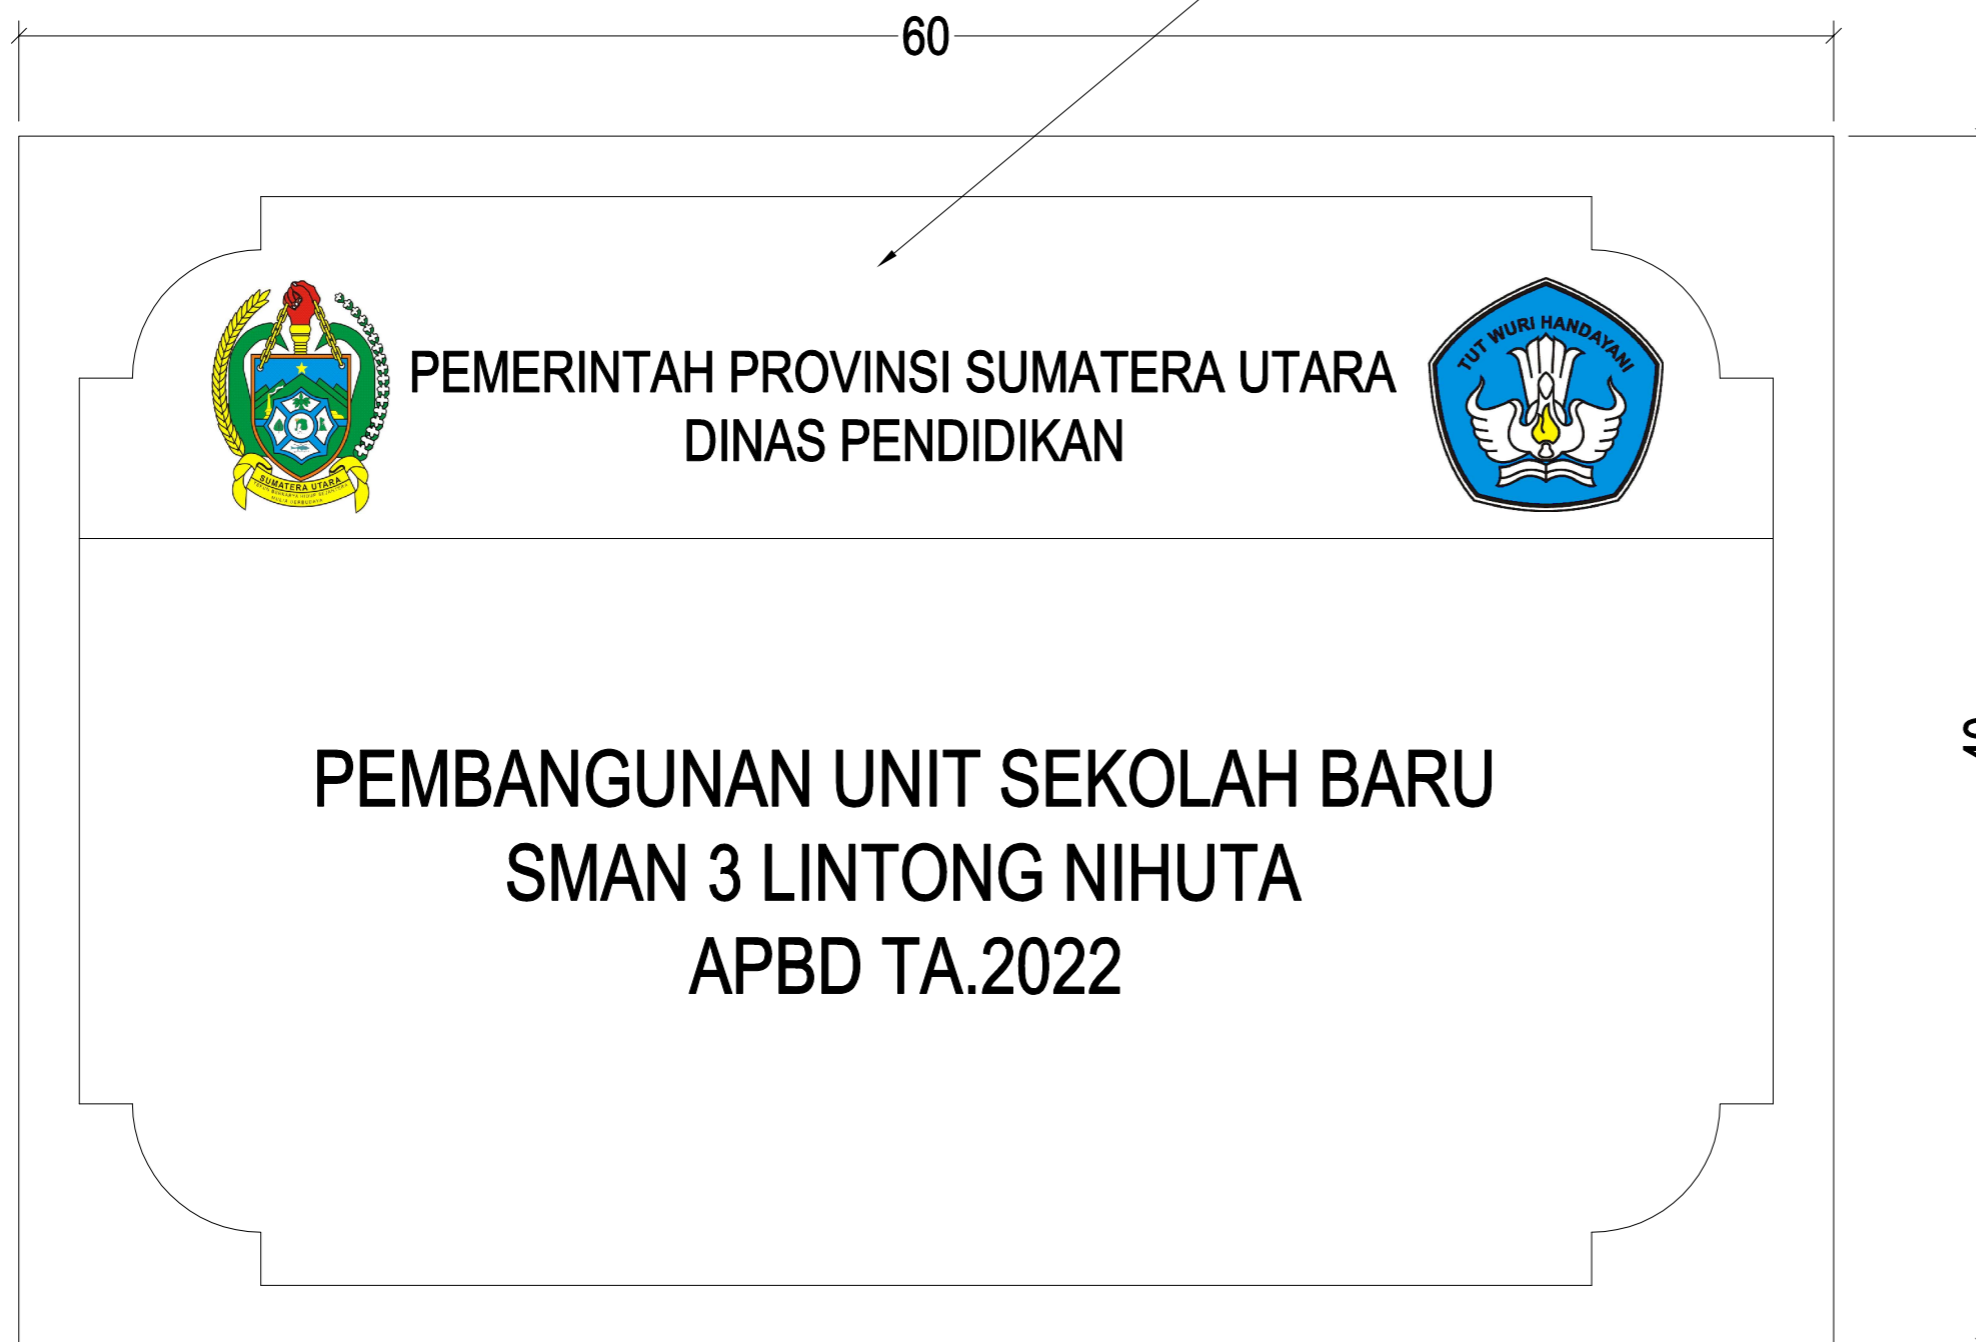 60
PEMERINTAH PROVINSI SUMATERA UTARA
DINAS PENDIDIKAN
TUT WURI HANDAYANI
SUMATERA UTARA
PEMBANGUNAN UNIT SEKOLAH BARU
SMAN 3 LINTONG NIHUTA
APBD TA.2022